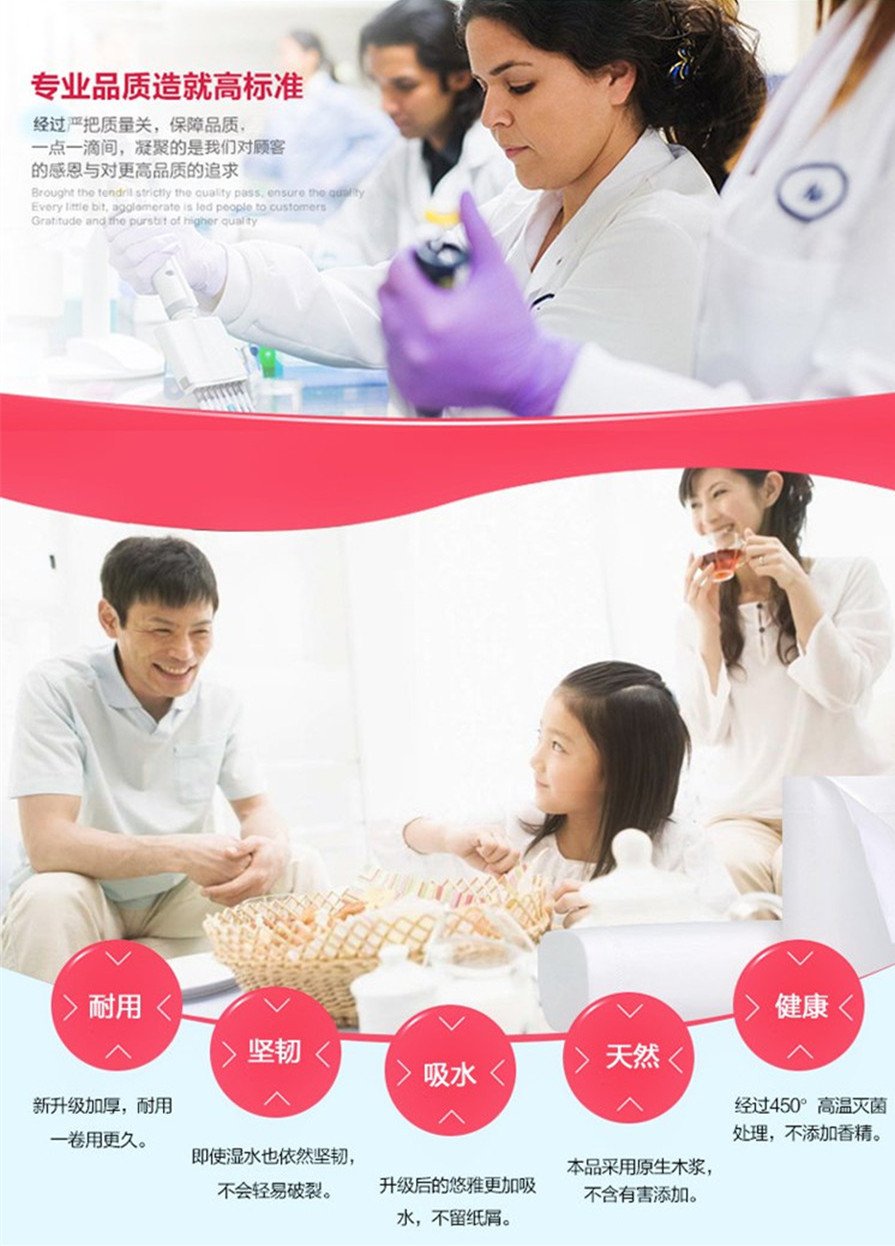 专业品质造就高标准
经过严把质量关，保障品质，
一点一滴间，凝聚的是我们对顾客
的感恩与对更高品质的追求
Brought the tendril strictly the cuality pass, ensure the quality
Every little bit, agglomerate is led people to customers
Gratitude and the pursbit of higher quality
耐用
坚韧
吸水
天然
健康
新升级加厚，耐用
一卷用更久。
即使湿水也依然坚韧，
不会轻易破裂。
升级后的悠雅更加吸
水，不留纸屑。
本品采用原生木浆，
不含有害添加。
经过450°高温灭菌
处理，不添加香精。